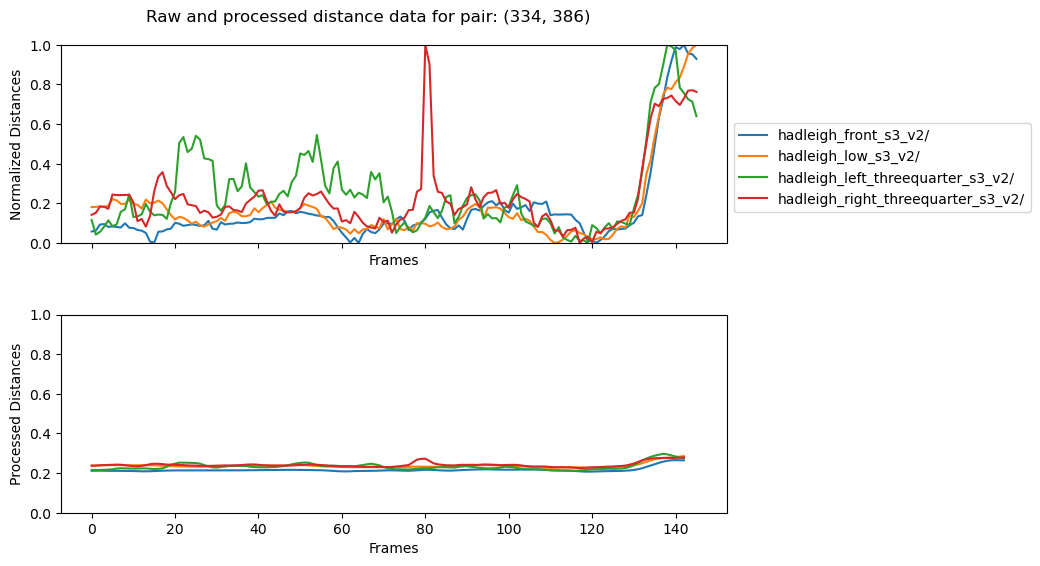 Raw and processed distance data for pair: (334, 386)
1.0
0.8
0.6
0.4
0.2
0.0
Normalized Distances
Frames
hadleigh_front_s3_v2/
hadleigh_low_s3_v2/
hadleigh_left_threequarter_s3_v2/
hadleigh_right_threequarter_s3_v2/
1.0
0.8
0.6
0.4
0.2
0.0
Processed Distances
0 20 40 60 80 100 120 140
Frames